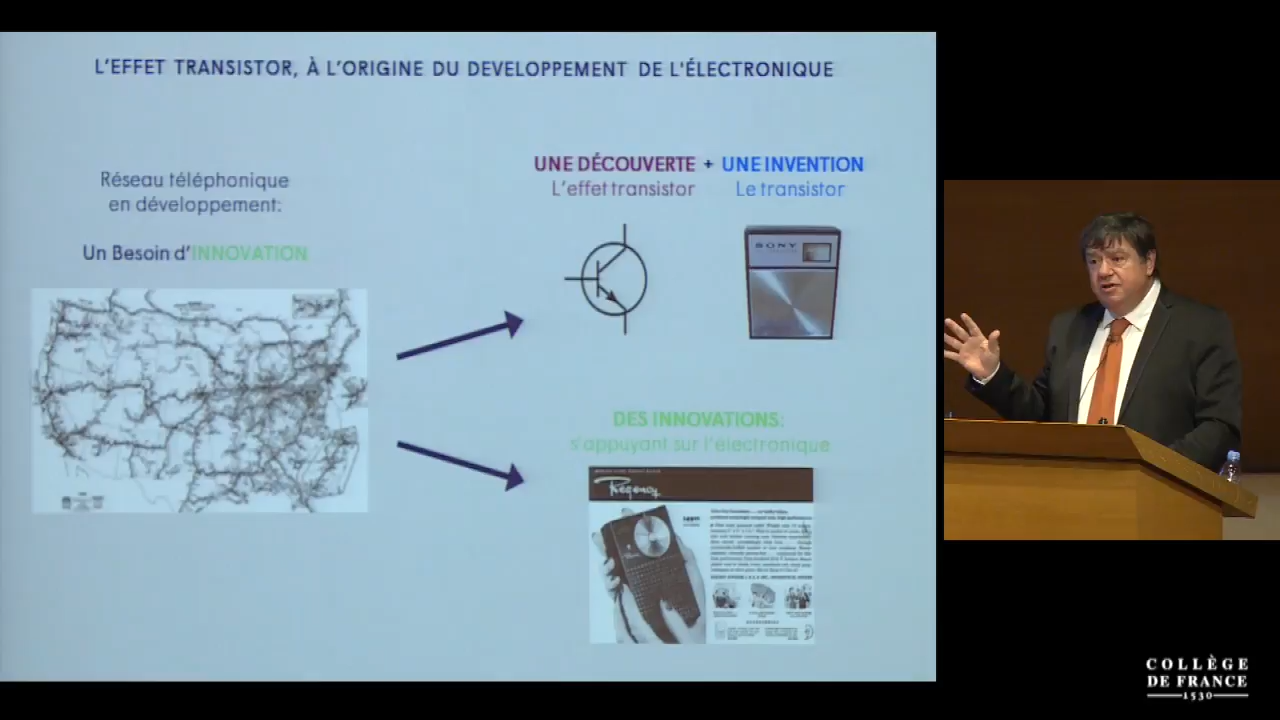 L'EFFET TRANSISTOR, À L'ORIGINE DU DEVELOPPEMENT DE L'ÉLECTRONIQUE
Réseau téléphonique
en développement:
Un Besoin d'INNOVATION
UNE DÉCOUVERTE + UNE INVENTION
L'effet transistor
Le transistor
SONY
DES INNOVATIONS:
s'appuyant sur l'électronique
Regency
COLLÈGE
DE FRANCE
1530